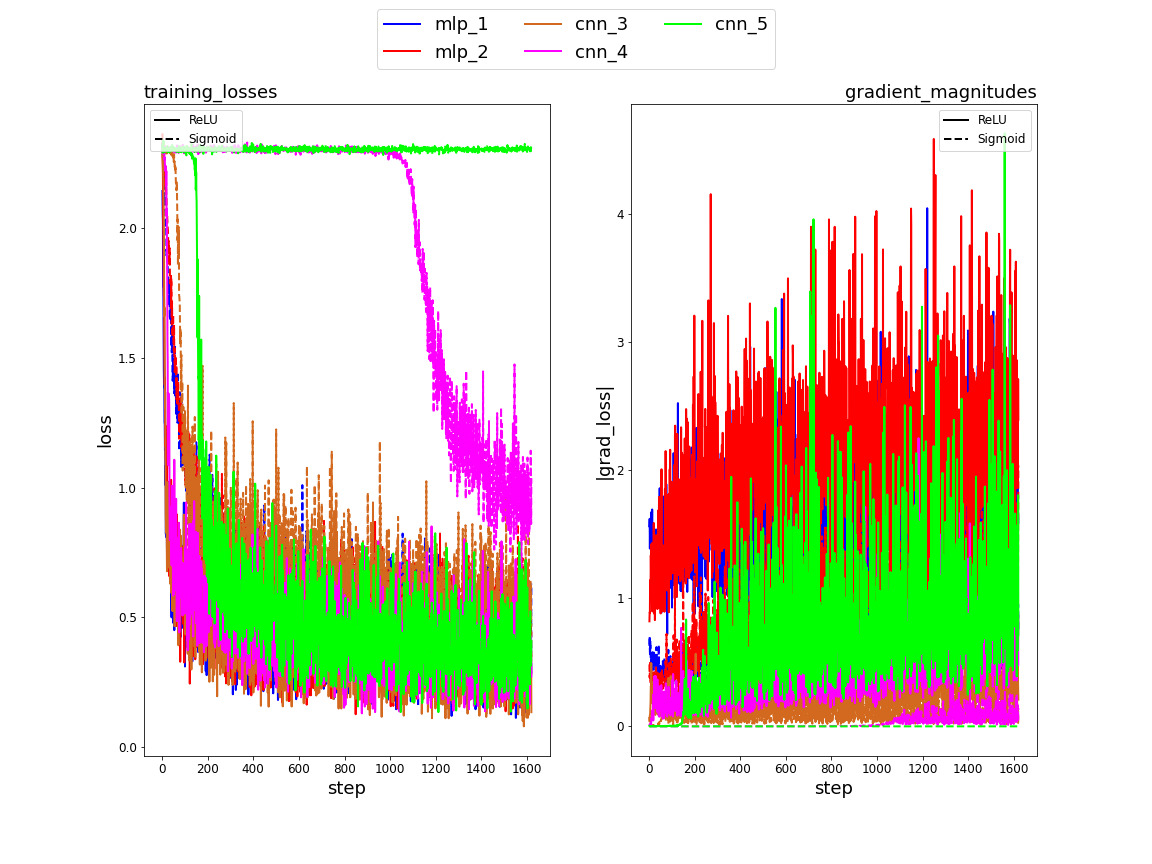 mlp_1 cnn_3 cnn_5
mlp_2 cnn_4
training_losses
gradient_magnitudes
ReLU
Sigmoid
ReLU
Sigmoid
loss
2.0
1.5
1.0
0.5
0.0
0 200 400 600 800 1000 1200 1400 1600
step
|grad_loss|
4
3
2
1
0
0 200 400 600 800 1000 1200 1400 1600
step